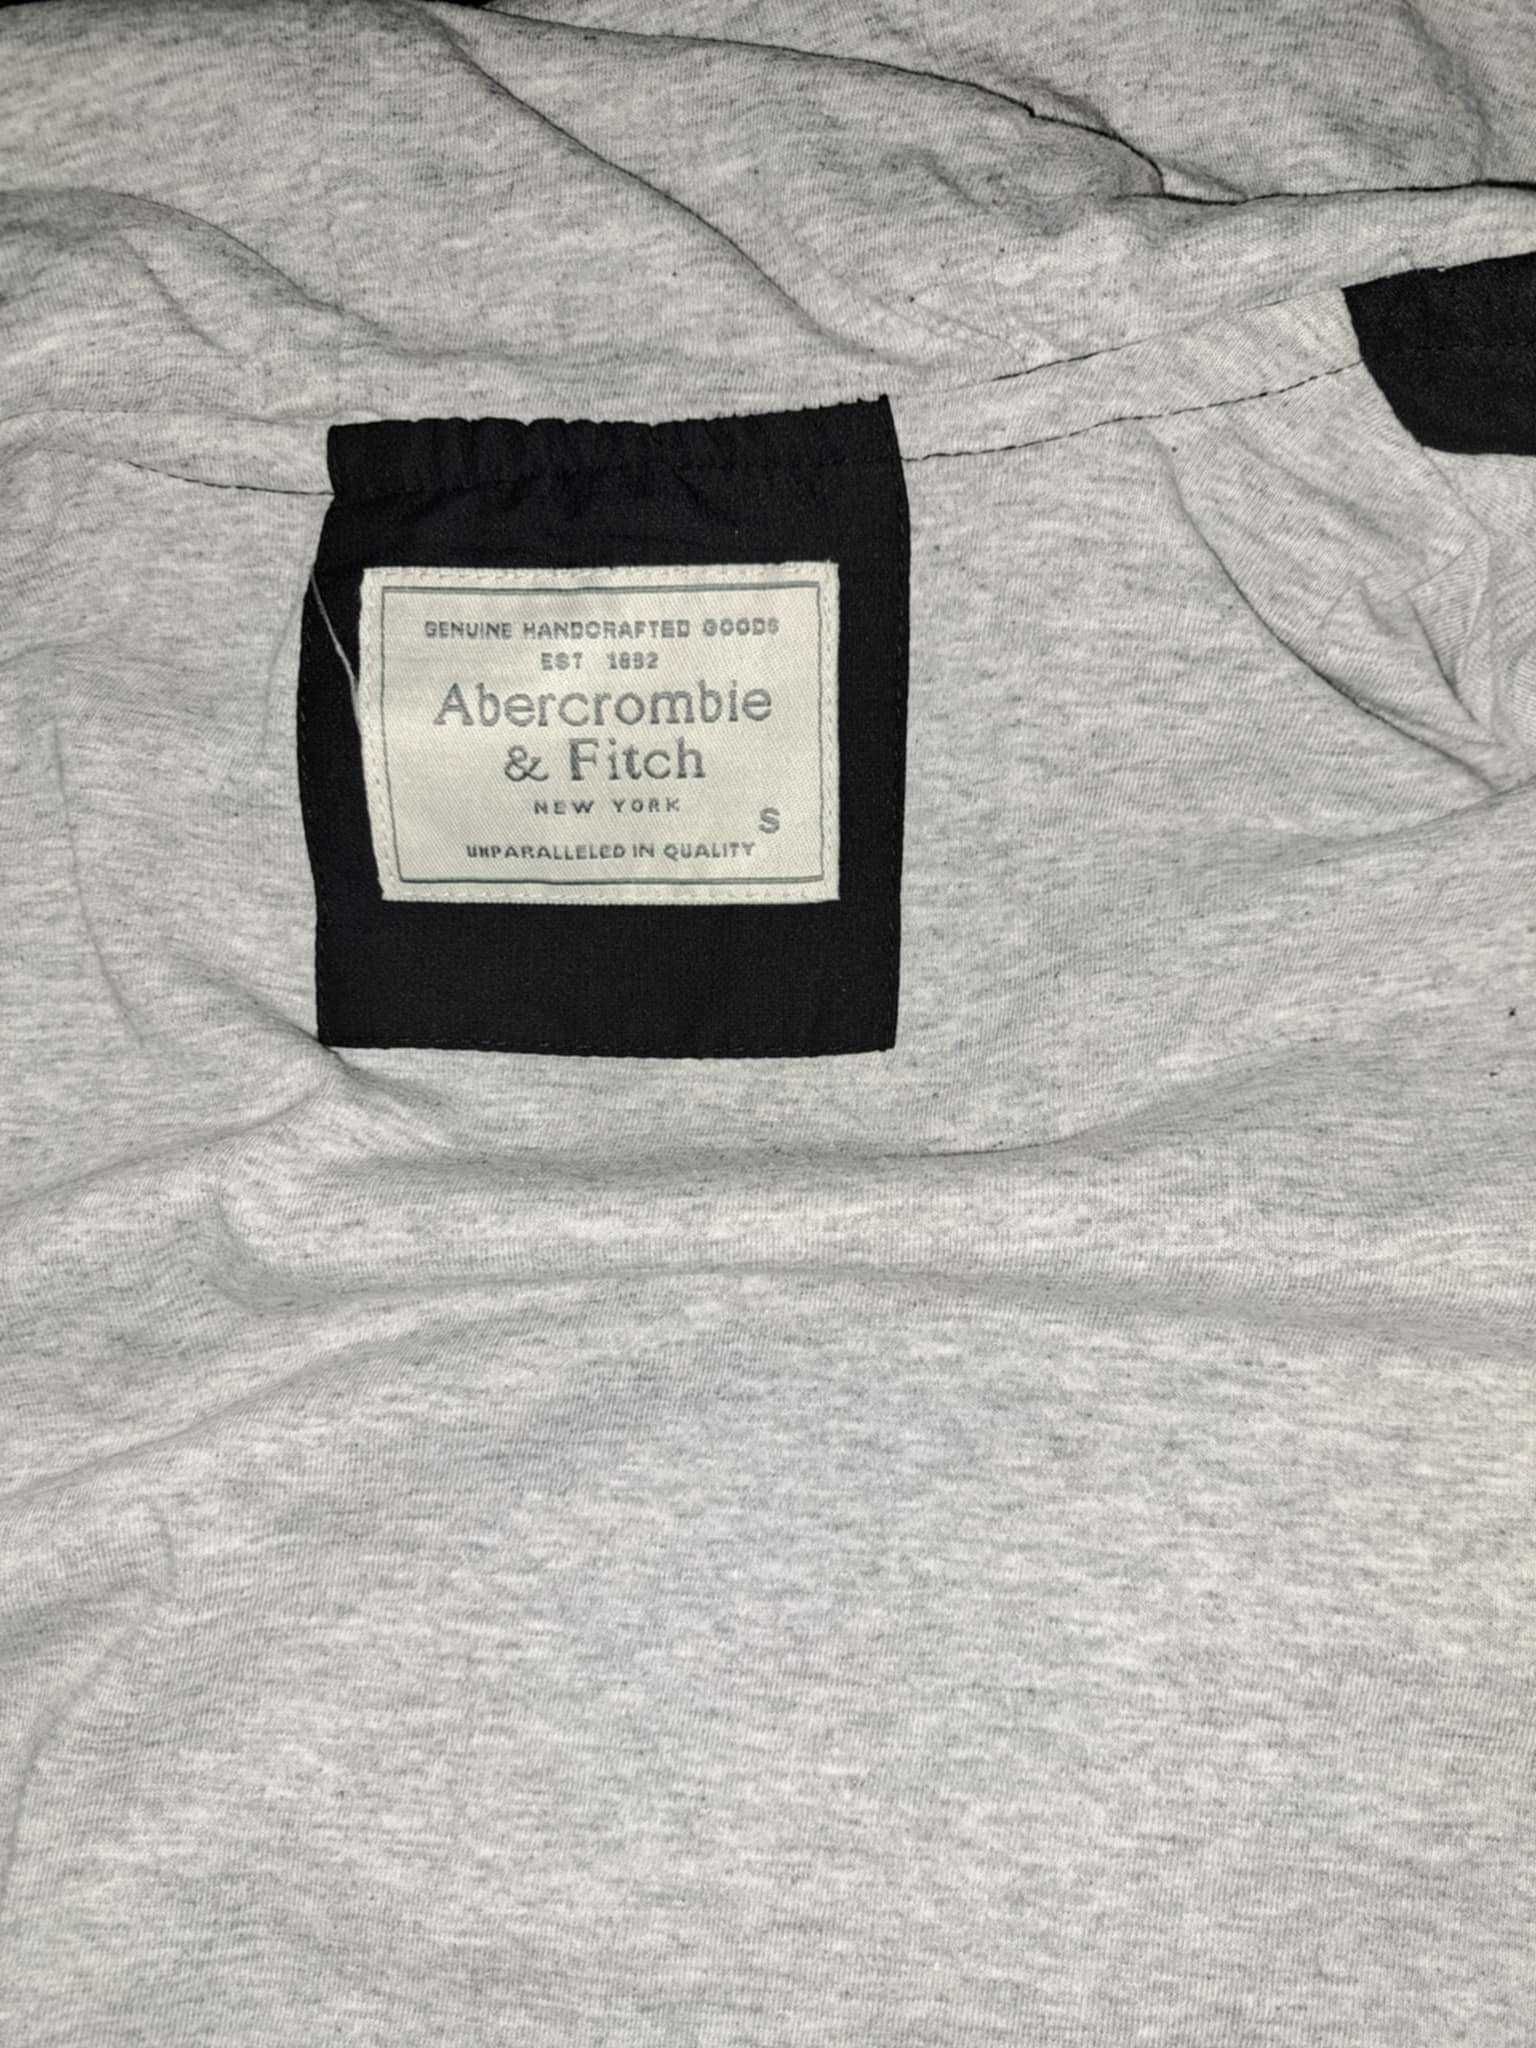 GENUINE HANDCRAFTED GOODS
EST 1892
Abercrombie
& Fitch
NEW YORK
S
UNPARALLELED IN QUALITY